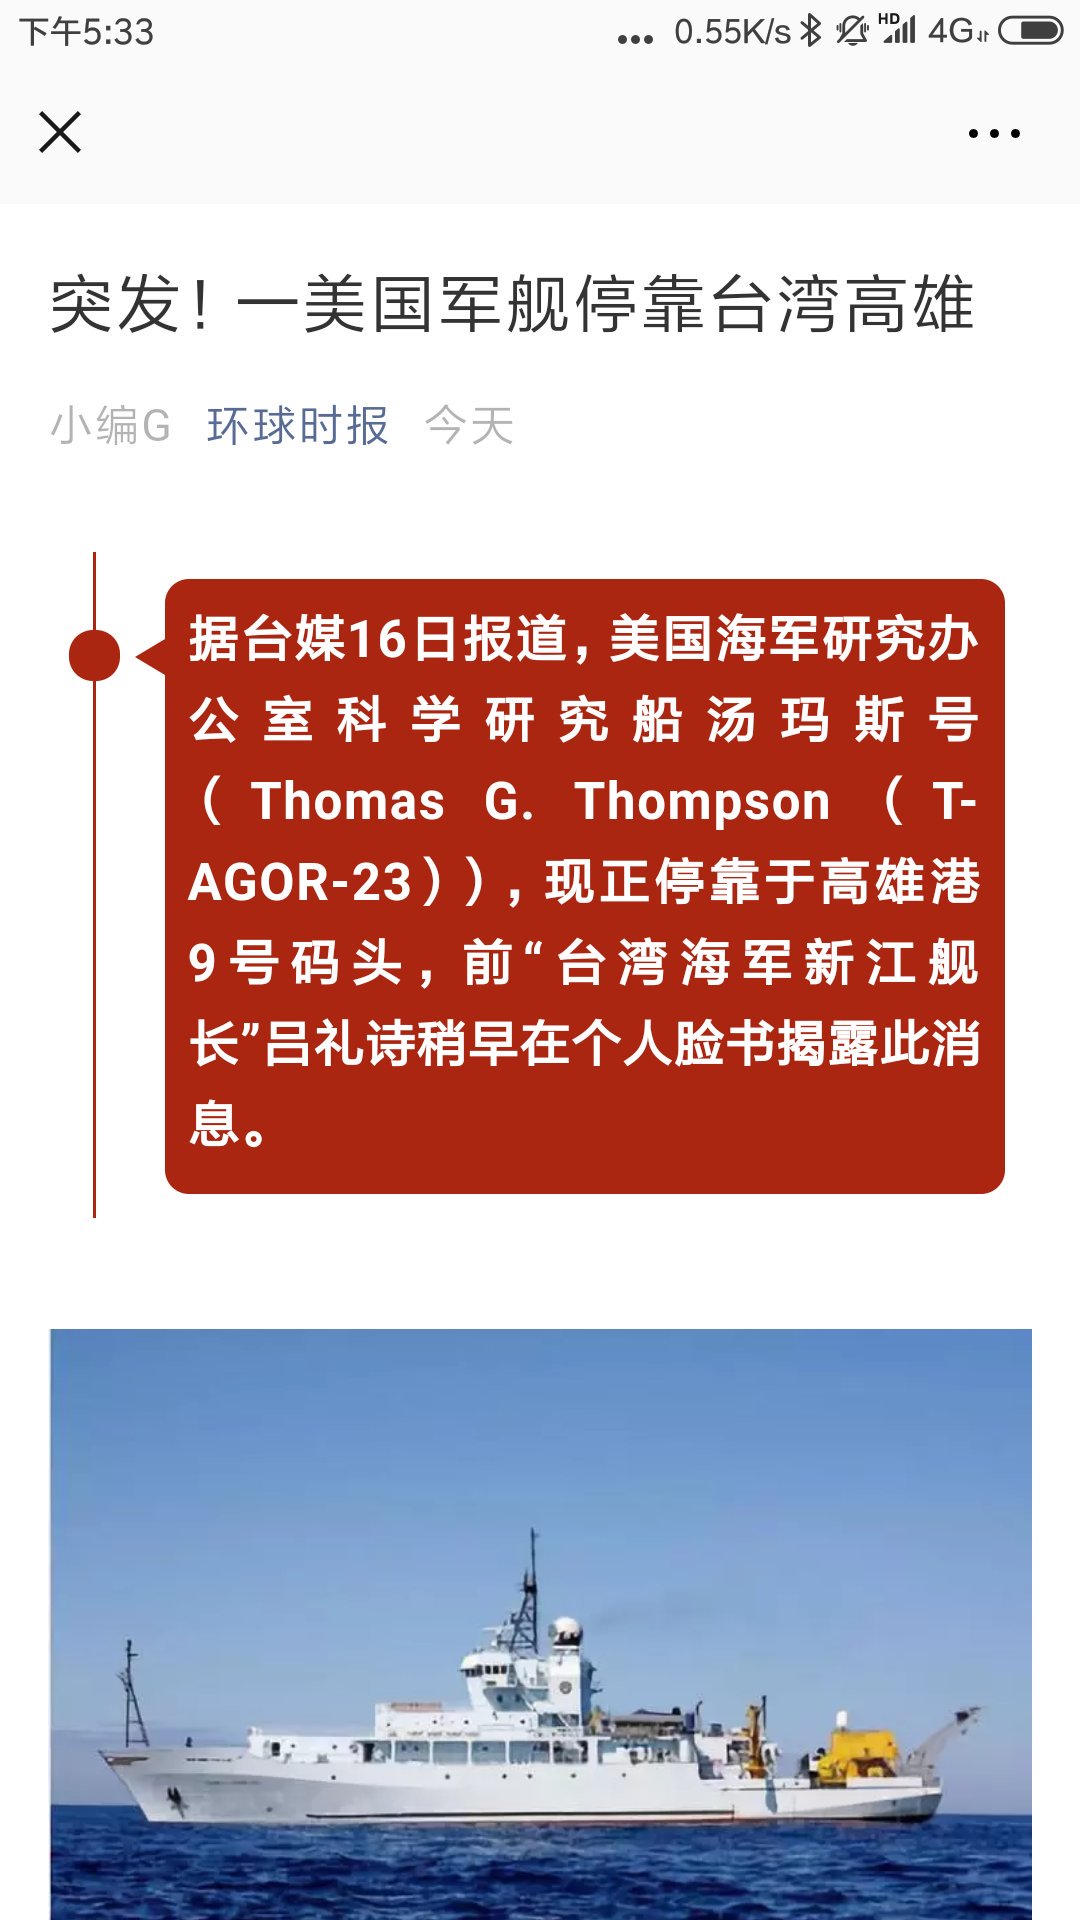 下午5:33
... 0.55K/s HD 4G
突发！一美国军舰停靠台湾高雄
小编G 环球时报 今天
据台媒16日报道，美国海军研究办
公室科学研究船汤玛斯号
（Thomas G. Thompson（T-
AGOR-23）），现正停靠于高雄港
9号码头，前“台湾海军新江舰
长”吕礼诗稍早在个人脸书揭露此消
息。